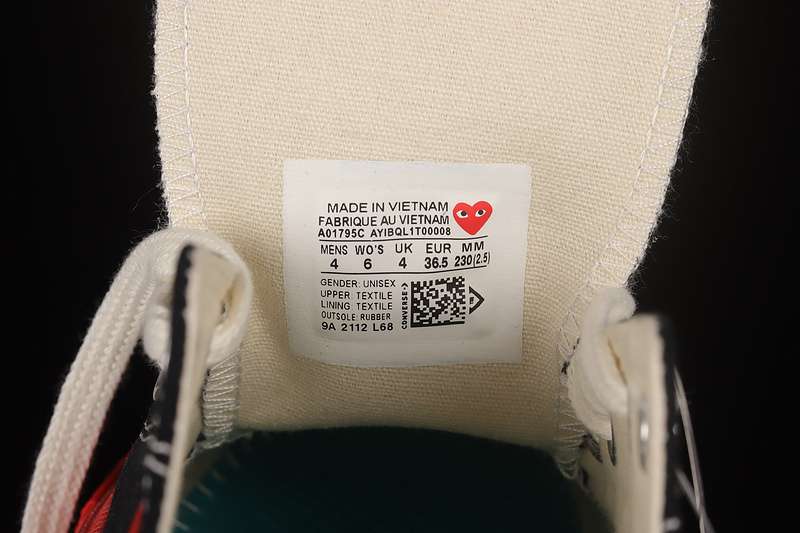 MADE IN VIETNAM
FABRIQUE AU VIETNAM
A01795C AYIBQL1T00008
MENS WO'S UK EUR MM
4 6 4 36.5 230(2.5)
GENDER: UNISEX
UPPER TEXTILE
LINING TEXTILE
OUTSOLE RUBBER
9A 2112 L68
CONVERSE